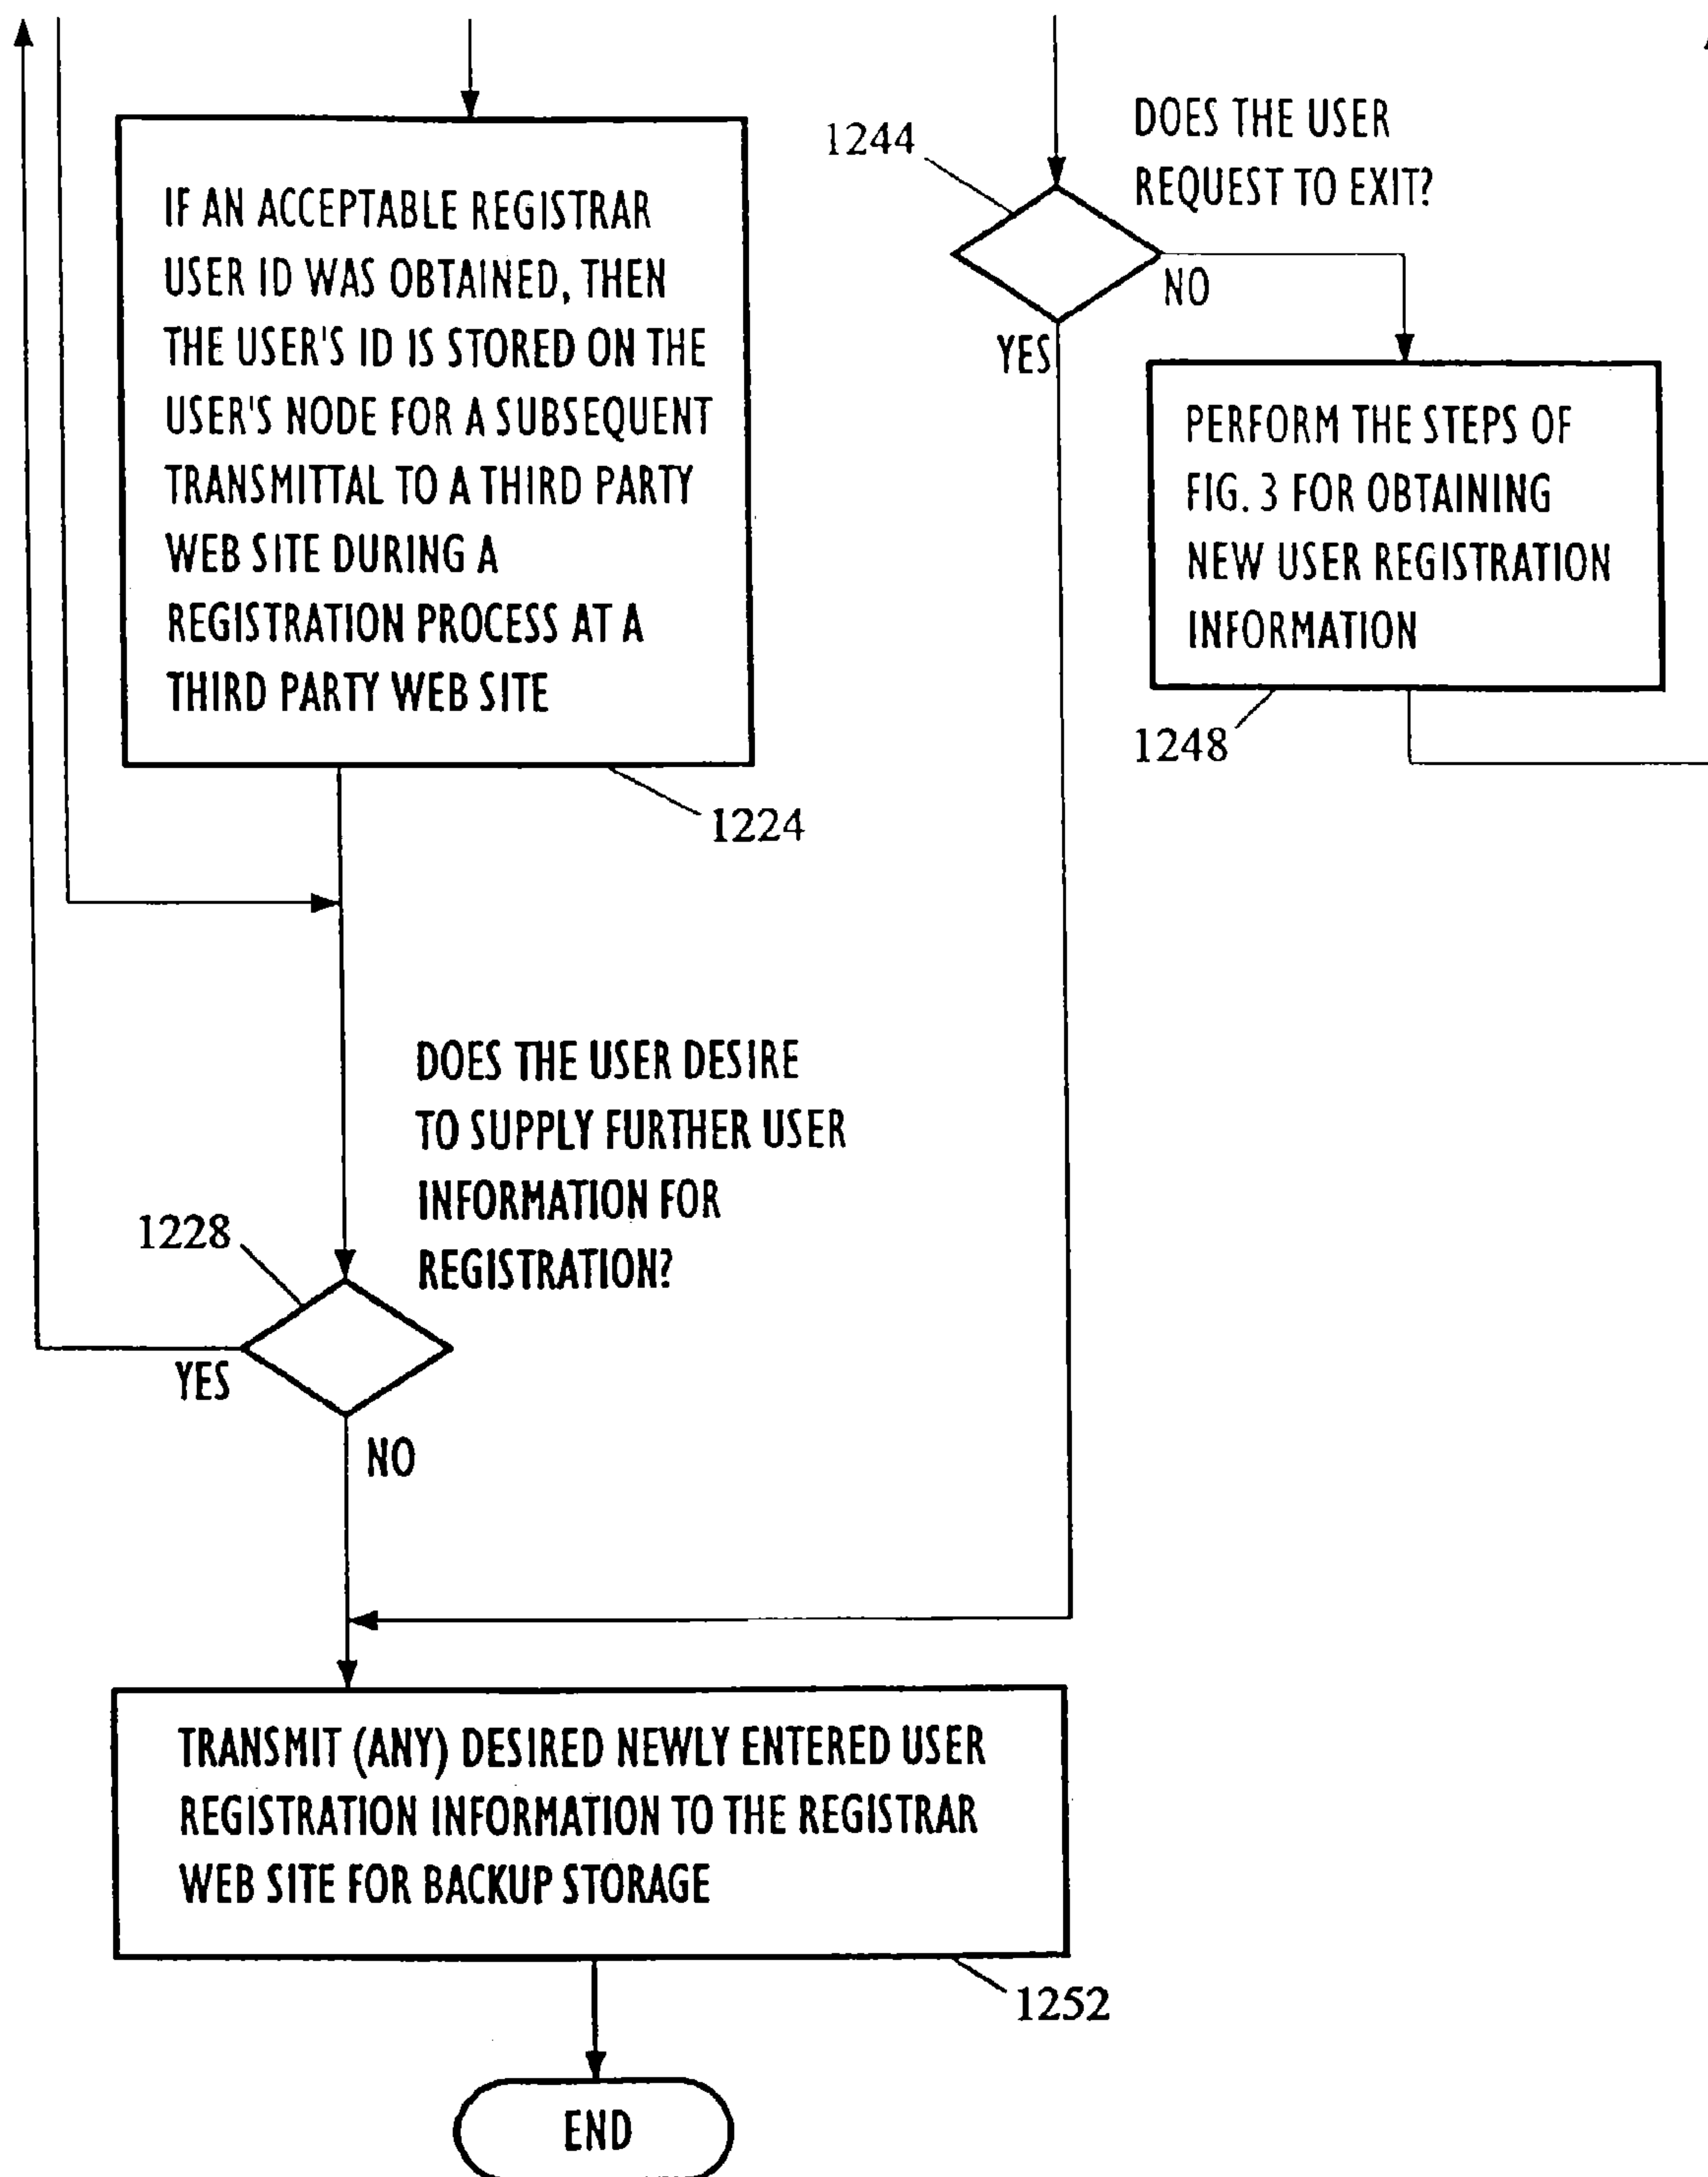 IF AN ACCEPTABLE REGISTRAR
USER ID WAS OBTAINED, THEN
THE USER'S ID IS STORED ON THE
USER'S NODE FOR A SUBSEQUENT
TRANSMITTAL TO A THIRD PARTY
WEB SITE DURING A
REGISTRATION PROCESS AT A
THIRD PARTY WEB SITE
1224
1244
DOES THE USER
REQUEST TO EXIT?
NO
YES
PERFORM THE STEPS OF
FIG. 3 FOR OBTAINING
NEW USER REGISTRATION
INFORMATION
1248
DOES THE USER DESIRE
TO SUPPLY FURTHER USER
INFORMATION FOR
REGISTRATION?
1228
YES
NO
TRANSMIT (ANY) DESIRED NEWLY ENTERED USER
REGISTRATION INFORMATION TO THE REGISTRAR
WEB SITE FOR BACKUP STORAGE
1252
END